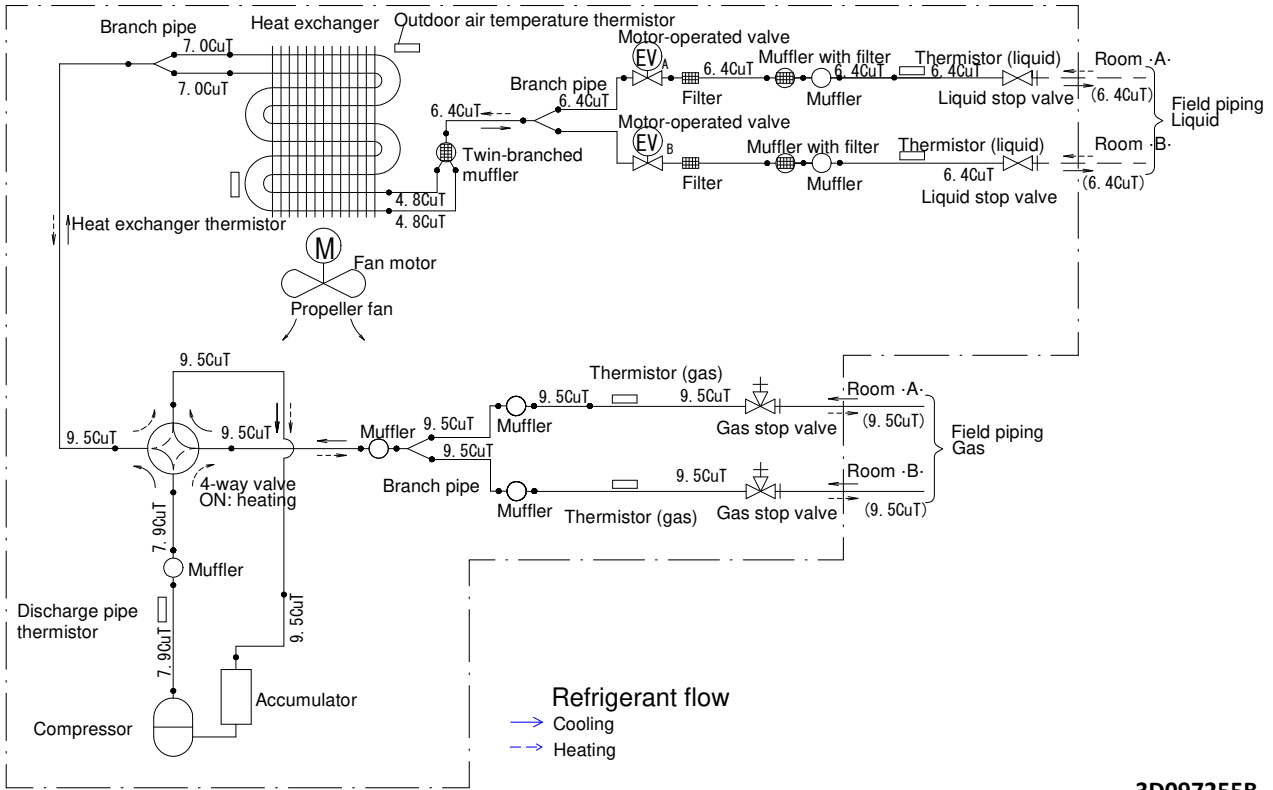 Branch pipe
Heat exchanger
Outdoor air temperature thermistor
7.0CuT
7.0CuT
Motor-operated valve
EV A
Filter
6.4CuT
Muffler with filter
6.4CuT
Muffler
Thermistor (liquid)
6.4CuT
Liquid stop valve
Room ·A·
(6.4CuT)
Field piping
Liquid
Branch pipe
6.4CuT
6.4CuT
Motor-operated valve
EV B
Filter
Muffler with filter
Muffler
Thermistor (liquid)
6.4CuT
Liquid stop valve
Room ·B·
(6.4CuT)
Twin-branched
muffler
4.8CuT
4.8CuT
Heat exchanger thermistor
M
Fan motor
Propeller fan
9.5CuT
9.5CuT
9.5CuT
4-way valve
ON: heating
Muffler
9.5CuT
9.5CuT
Branch pipe
Muffler
9.5CuT
Thermistor (gas)
9.5CuT
Gas stop valve
Room ·A·
(9.5CuT)
Field piping
Gas
Muffler
Thermistor (gas)
9.5CuT
Gas stop valve
Room ·B·
(9.5CuT)
7.9CuT
Muffler
Discharge pipe
thermistor
7.9CuT
9.5CuT
Accumulator
Compressor
Refrigerant flow
Cooling
Heating
3D097255B